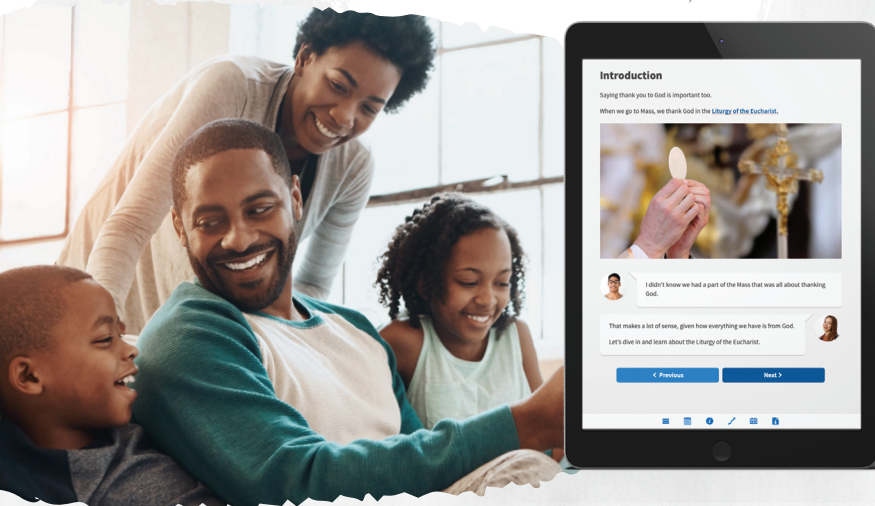 Introduction
Saying thank you to God is important too.
When we go to Mass, we thank God in the Liturgy of the Eucharist.
I didn't know we had a part of the Mass that was all about thanking
God.
That makes a lot of sense, given how everything we have is from God.
Let's dive in and learn about the Liturgy of the Eucharist.
< Previous
Next >